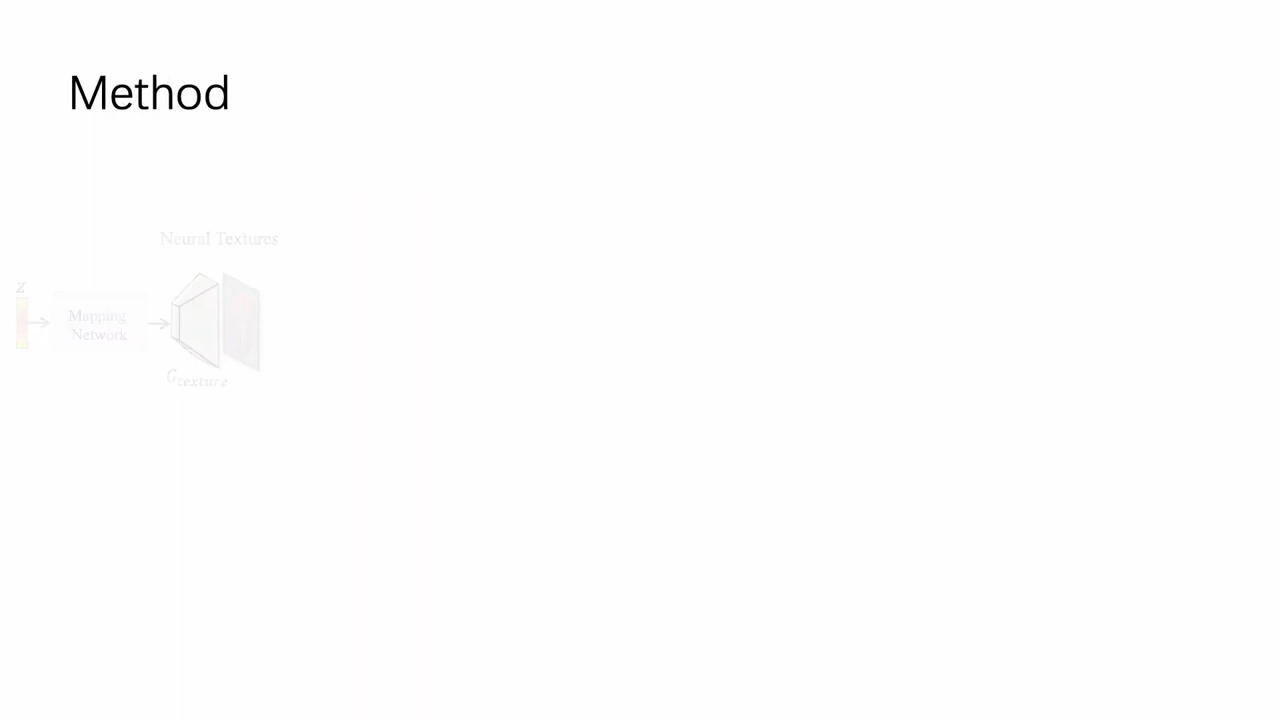 Method
Neural Textures
z
Mapping
Network
G_texture